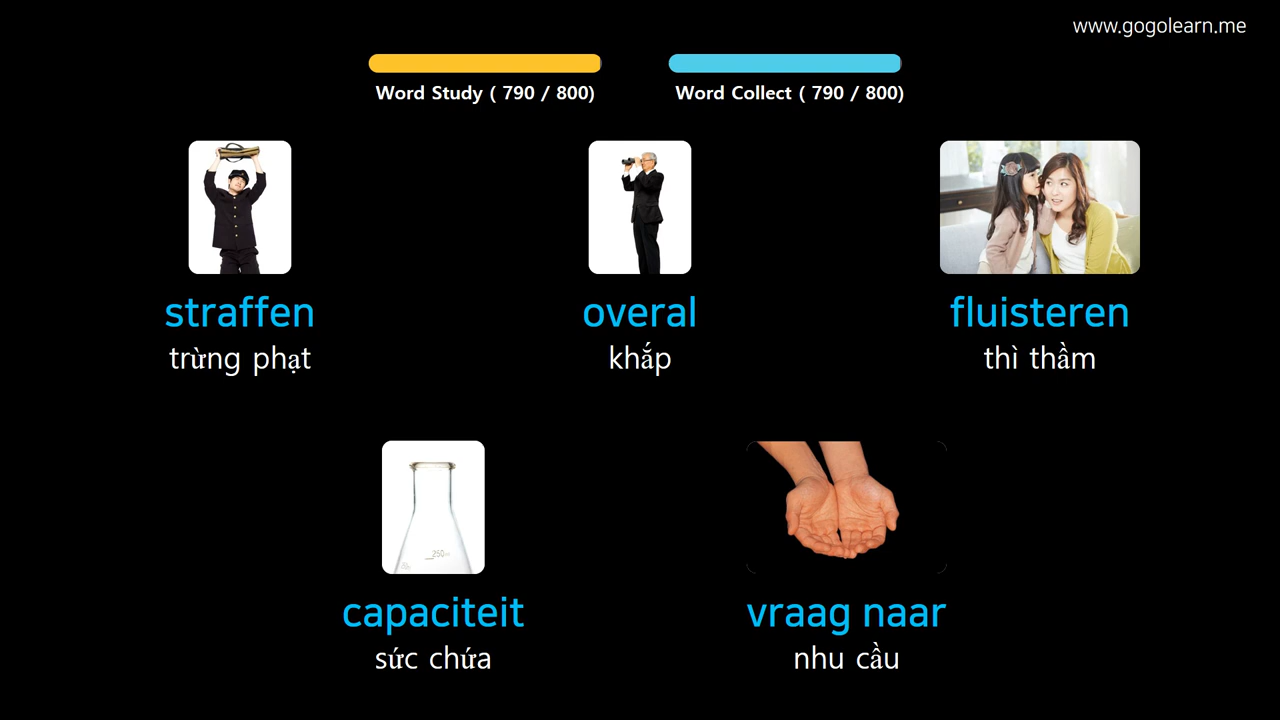 www.gogolearn.me
Word Study ( 790 / 800)
Word Collect ( 790 / 800)
straffen
trừng phạt
overal
khắp
fluisteren
thì thầm
250
capaciteit
sức chứa
vraag naar
nhu cầu